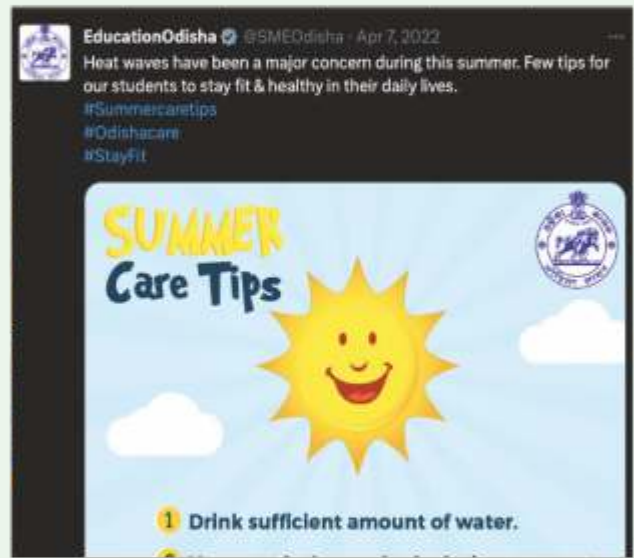 EducationOdisha @SMEOdisha · Apr 7, 2022
Heat waves have been a major concern during this summer. Few tips for
our students to stay fit & healthy in their daily lives.
#Summercaretips
#Odishacare
#StayFit
SUMMER
Care Tips
1 Drink sufficient amount of water.